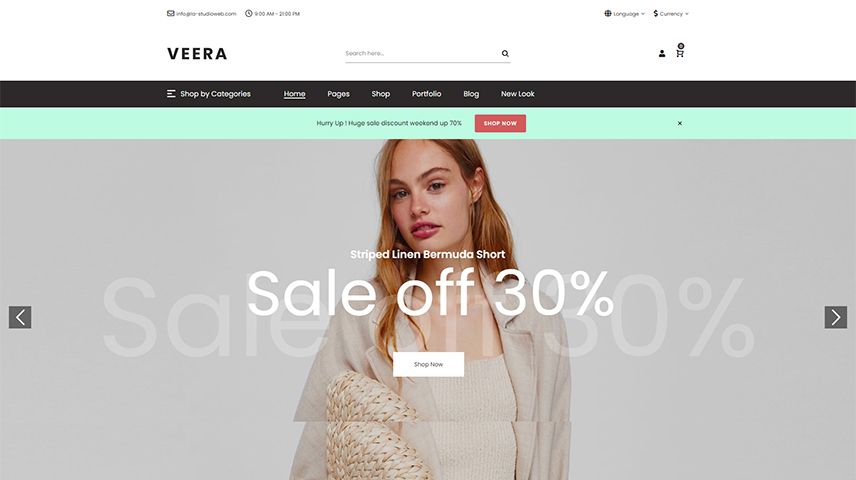 info@la-studioweb.com 9:00 AM - 21:00 PM Language $ Currency
VEERA Search here... 0
Shop by Categories Home Pages Shop Portfolio Blog New Look
Hurry Up ! Huge sale discount weekend up 70% SHOP NOW ×
Striped Linen Bermuda Short
Sale off 30%
Sale off 30%
Shop Now